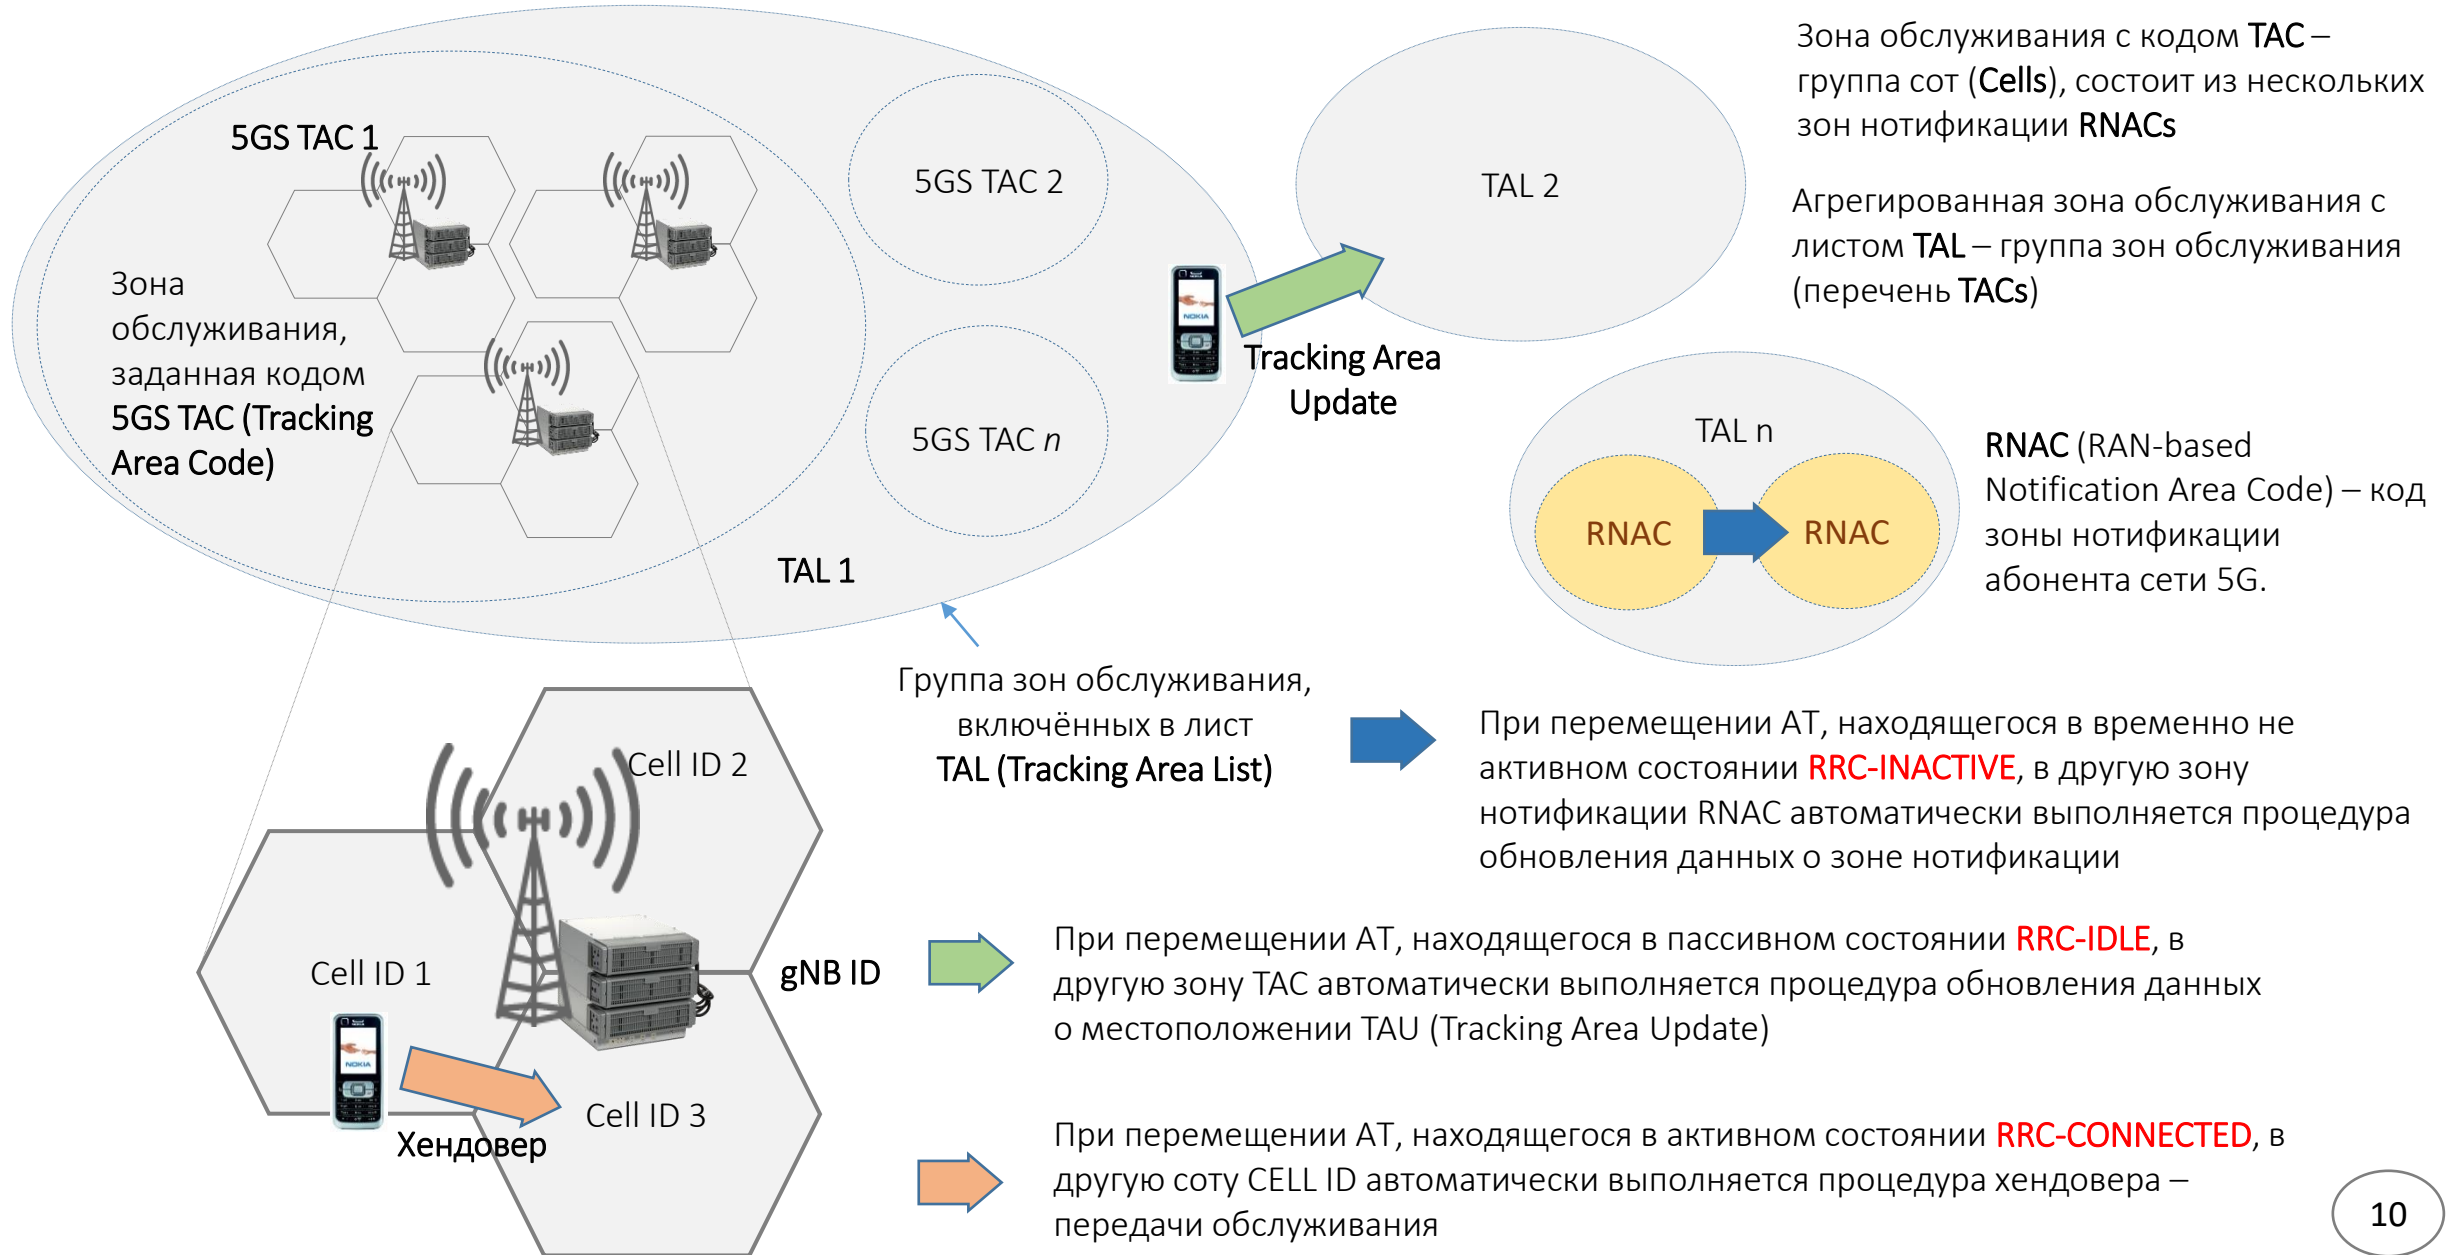 Зона обслуживания с кодом TAC –
группа сот (Cells), состоит из нескольких
зон нотификации RNACs
Агрегированная зона обслуживания с
листом TAL – группа зон обслуживания
(перечень TACs)
5GS TAC 1
5GS TAC 2
TAL 2
Зона
обслуживания,
заданная кодом
5GS TAC (Tracking
Area Code)
NOKIA
Tracking Area
Update
5GS TAC n
TAL 1
TAL n
RNAC
RNAC
RNAC (RAN-based
Notification Area Code) – код
зоны нотификации
абонента сети 5G.
Группа зон обслуживания,
включённых в лист
TAL (Tracking Area List)
При перемещении АТ, находящегося в временно не
активном состоянии RRC-INACTIVE, в другую зону
нотификации RNAC автоматически выполняется процедура
обновления данных о зоне нотификации
Cell ID 2
Cell ID 1
gNB ID
NOKIA
Cell ID 3
Хендовер
При перемещении АТ, находящегося в пассивном состоянии RRC-IDLE, в
другую зону TAC автоматически выполняется процедура обновления данных
о местоположении TAU (Tracking Area Update)
При перемещении АТ, находящегося в активном состоянии RRC-CONNECTED, в
другую соту CELL ID автоматически выполняется процедура хендовера –
передачи обслуживания
10